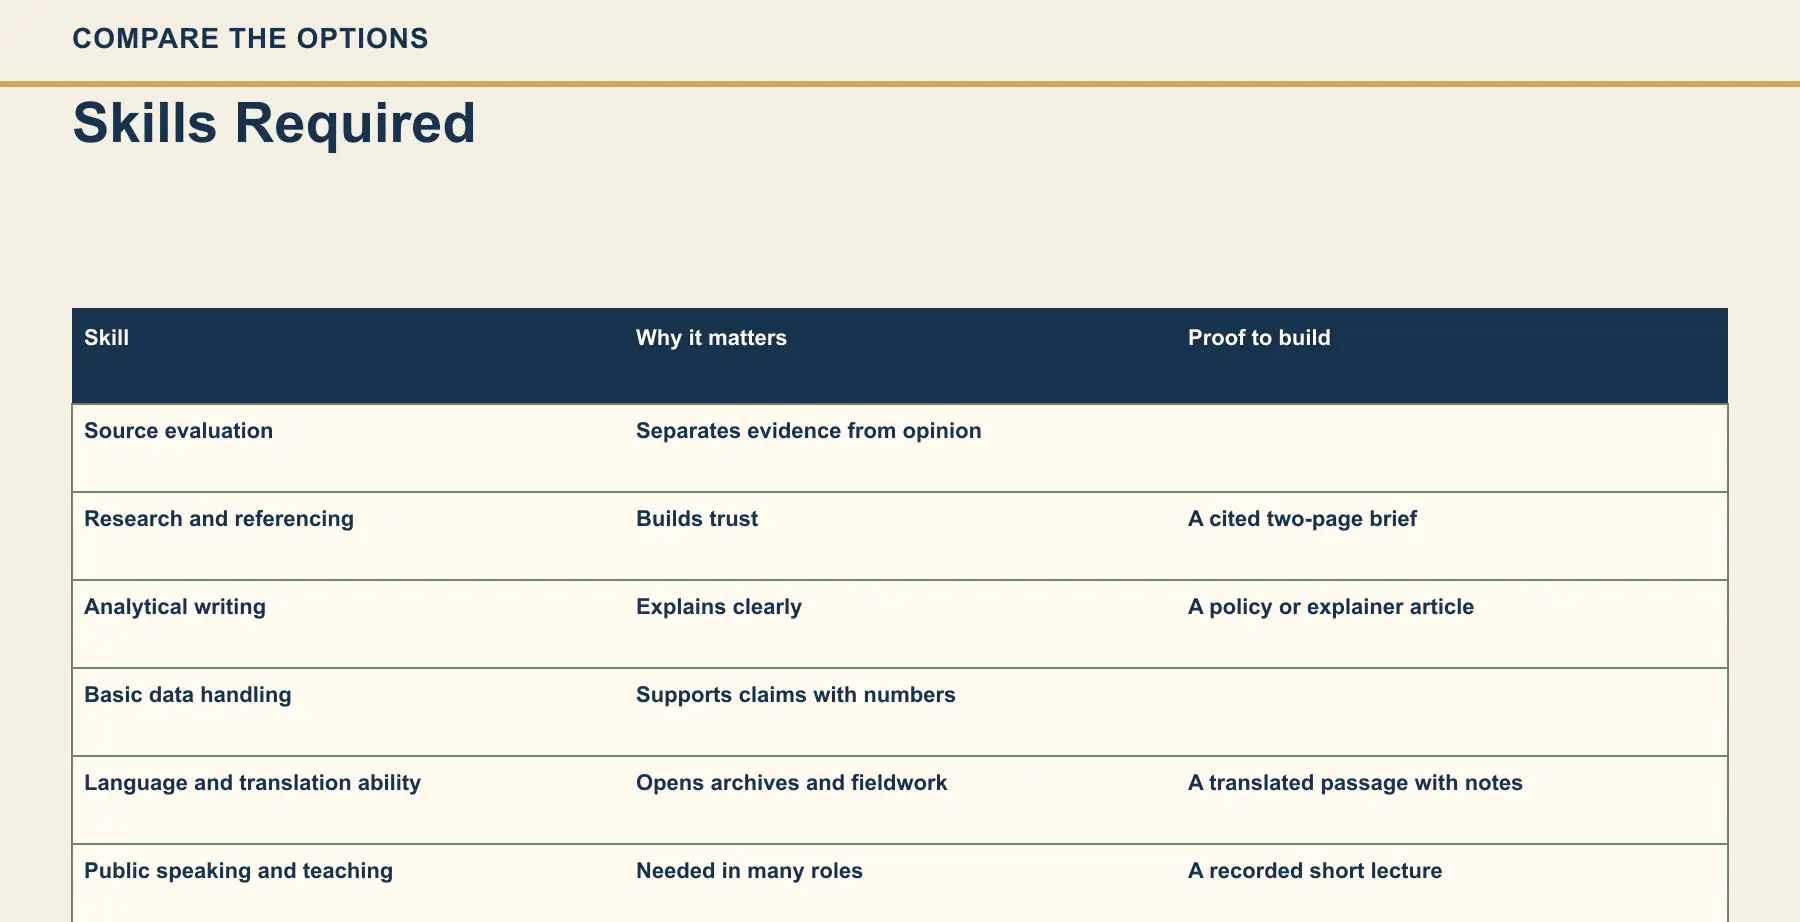 COMPARE THE OPTIONS
Skills Required
Skill Why it matters Proof to build
Source evaluation Separates evidence from opinion
Research and referencing Builds trust A cited two-page brief
Analytical writing Explains clearly A policy or explainer article
Basic data handling Supports claims with numbers
Language and translation ability Opens archives and fieldwork A translated passage with notes
Public speaking and teaching Needed in many roles A recorded short lecture